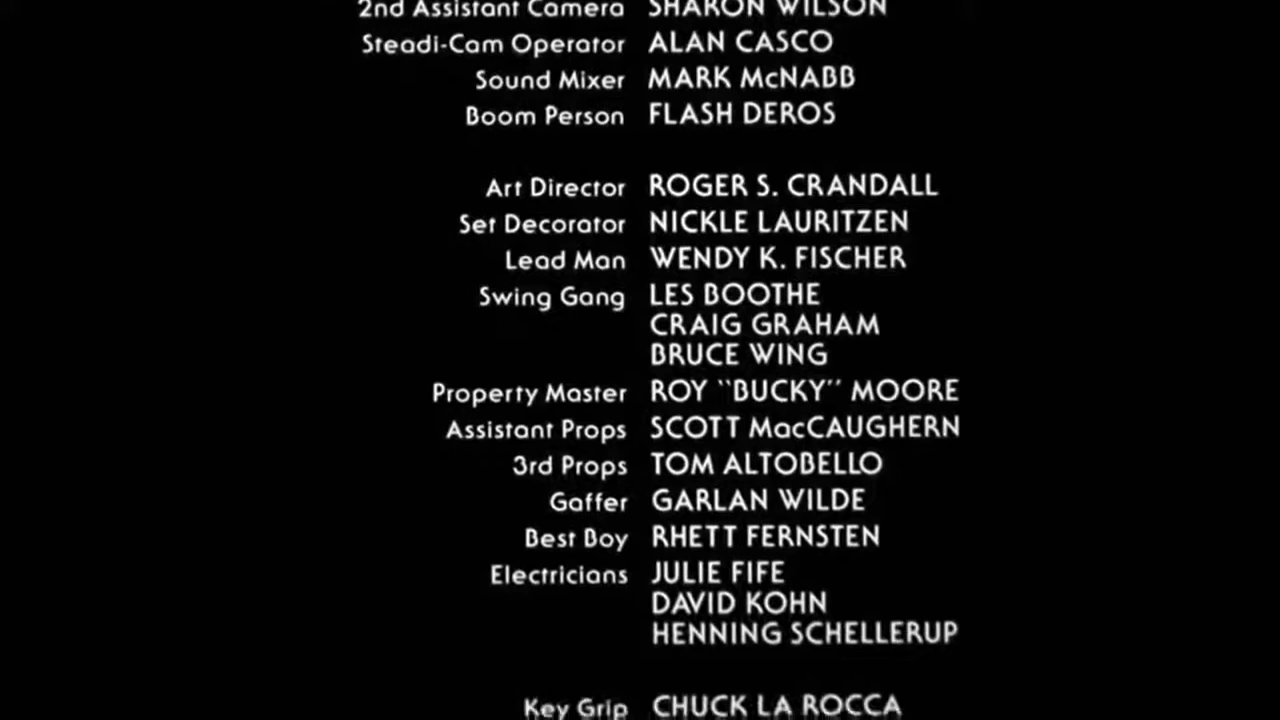 2nd Assistant Camera SHARON WILSON
Steadi-Cam Operator ALAN CASCO
Sound Mixer MARK McNABB
Boom Person FLASH DEROS
Art Director ROGER S. CRANDALL
Set Decorator NICKLE LAURITZEN
Lead Man WENDY K. FISCHER
Swing Gang LES BOOTHE
CRAIG GRAHAM
BRUCE WING
Property Master ROY "BUCKY" MOORE
Assistant Props SCOTT MacCAUGHERN
3rd Props TOM ALTOBELLO
Gaffer GARLAN WILDE
Best Boy RHETT FERNSTEN
Electricians JULIE FIFE
DAVID KOHN
HENNING SCHELLERUP
Key Grip CHUCK LA ROCCA